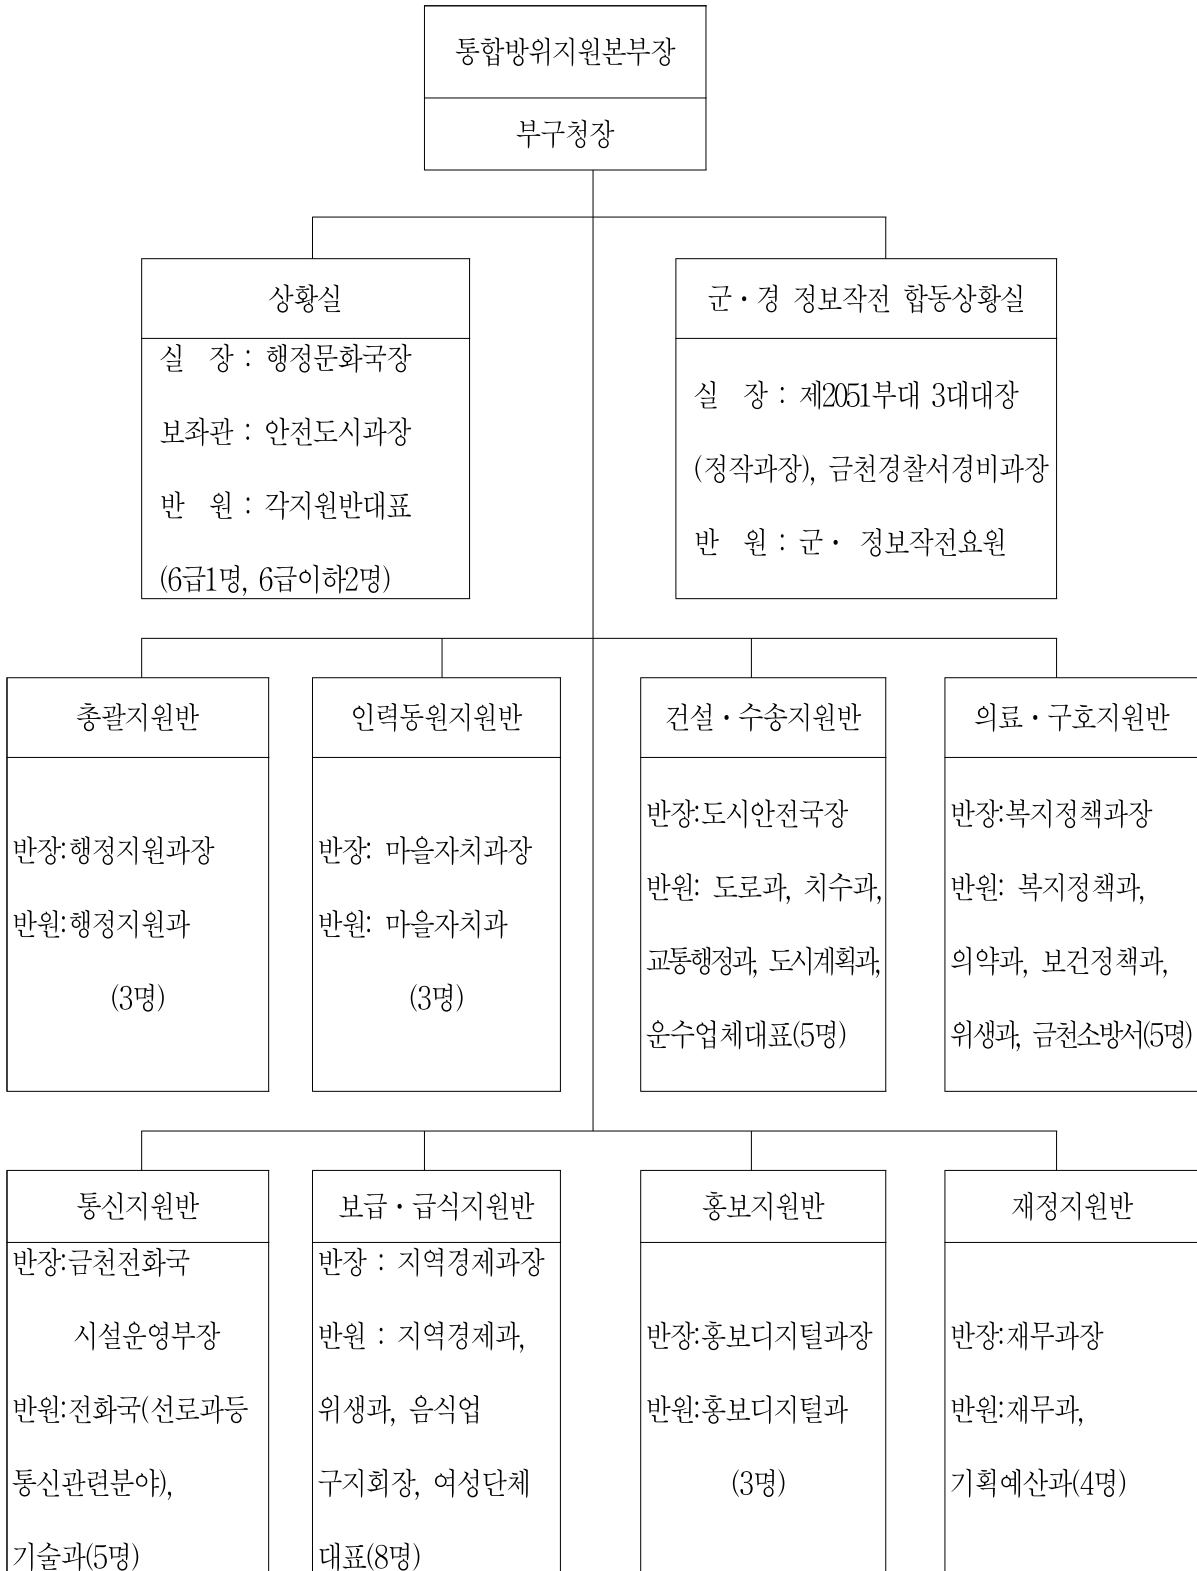 통합방위지원본부장
부구청장
상황실
실 장 : 행정문화국장
보좌관 : 안전도시과장
반 원 : 각지원반대표
(6급1명, 6급이하2명)
군·경 정보작전 합동상황실
실 장 : 제2051부대 3대대장
(정작과장), 금천경찰서경비과장
반 원 : 군· 정보작전요원
총괄지원반
반장:행정지원과장
반원:행정지원과
(3명)
인력동원지원반
반장: 마을자치과장
반원: 마을자치과
(3명)
건설·수송지원반
반장:도시안전국장
반원: 도로과, 치수과,
교통행정과, 도시계획과,
운수업체대표(5명)
의료·구호지원반
반장:복지정책과장
반원: 복지정책과,
의약과, 보건정책과,
위생과, 금천소방서(5명)
통신지원반
반장:금천전화국
시설운영부장
반원:전화국(선로과등
통신관련분야),
기술과(5명)
보급·급식지원반
반장 : 지역경제과장
반원 : 지역경제과,
위생과, 음식업
구지회장, 여성단체
대표(8명)
홍보지원반
반장:홍보디지털과장
반원:홍보디지털과
(3명)
재정지원반
반장:재무과장
반원:재무과,
기획예산과(4명)